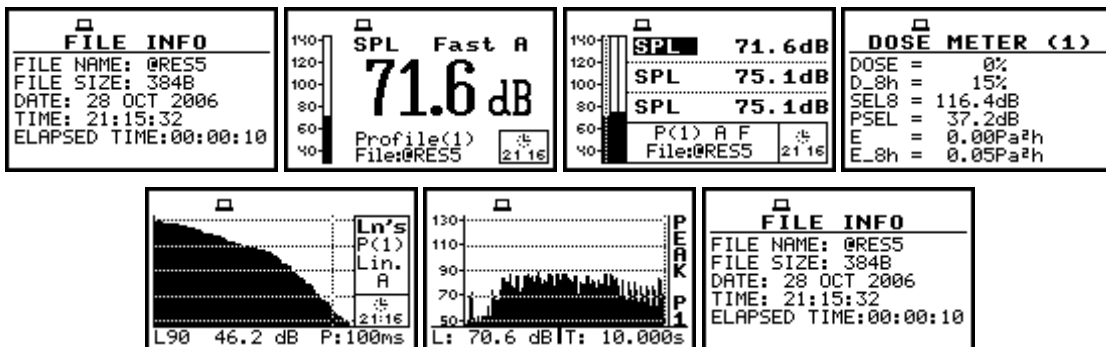 FILE INFO
FILE NAME: @RES5
FILE SIZE: 384B
DATE: 28 OCT 2006
TIME: 21:15:32
ELAPSED TIME:00:00:10
140
120
100
80
60
40
SPL Fast A
71.6 dB
Profile(1)
File:@RES5
21 16
140
120
100
80
60
40
SPL 71.6dB
SPL 75.1dB
SPL 75.1dB
P(1) A F
File:@RES5
21 16
DOSE METER (1)
DOSE = 0%
D_8h = 15%
SEL8 = 116.4dB
PSEL = 37.2dB
E = 0.00Pa²h
E_8h = 0.05Pa²h
Ln's
P(1)
Lin.
A
21:16
L90 46.2 dB P:100ms
130
110
90
70
50
PEAK P1
L: 70.6 dB T: 10.000s
FILE INFO
FILE NAME: @RES5
FILE SIZE: 384B
DATE: 28 OCT 2006
TIME: 21:15:32
ELAPSED TIME:00:00:10